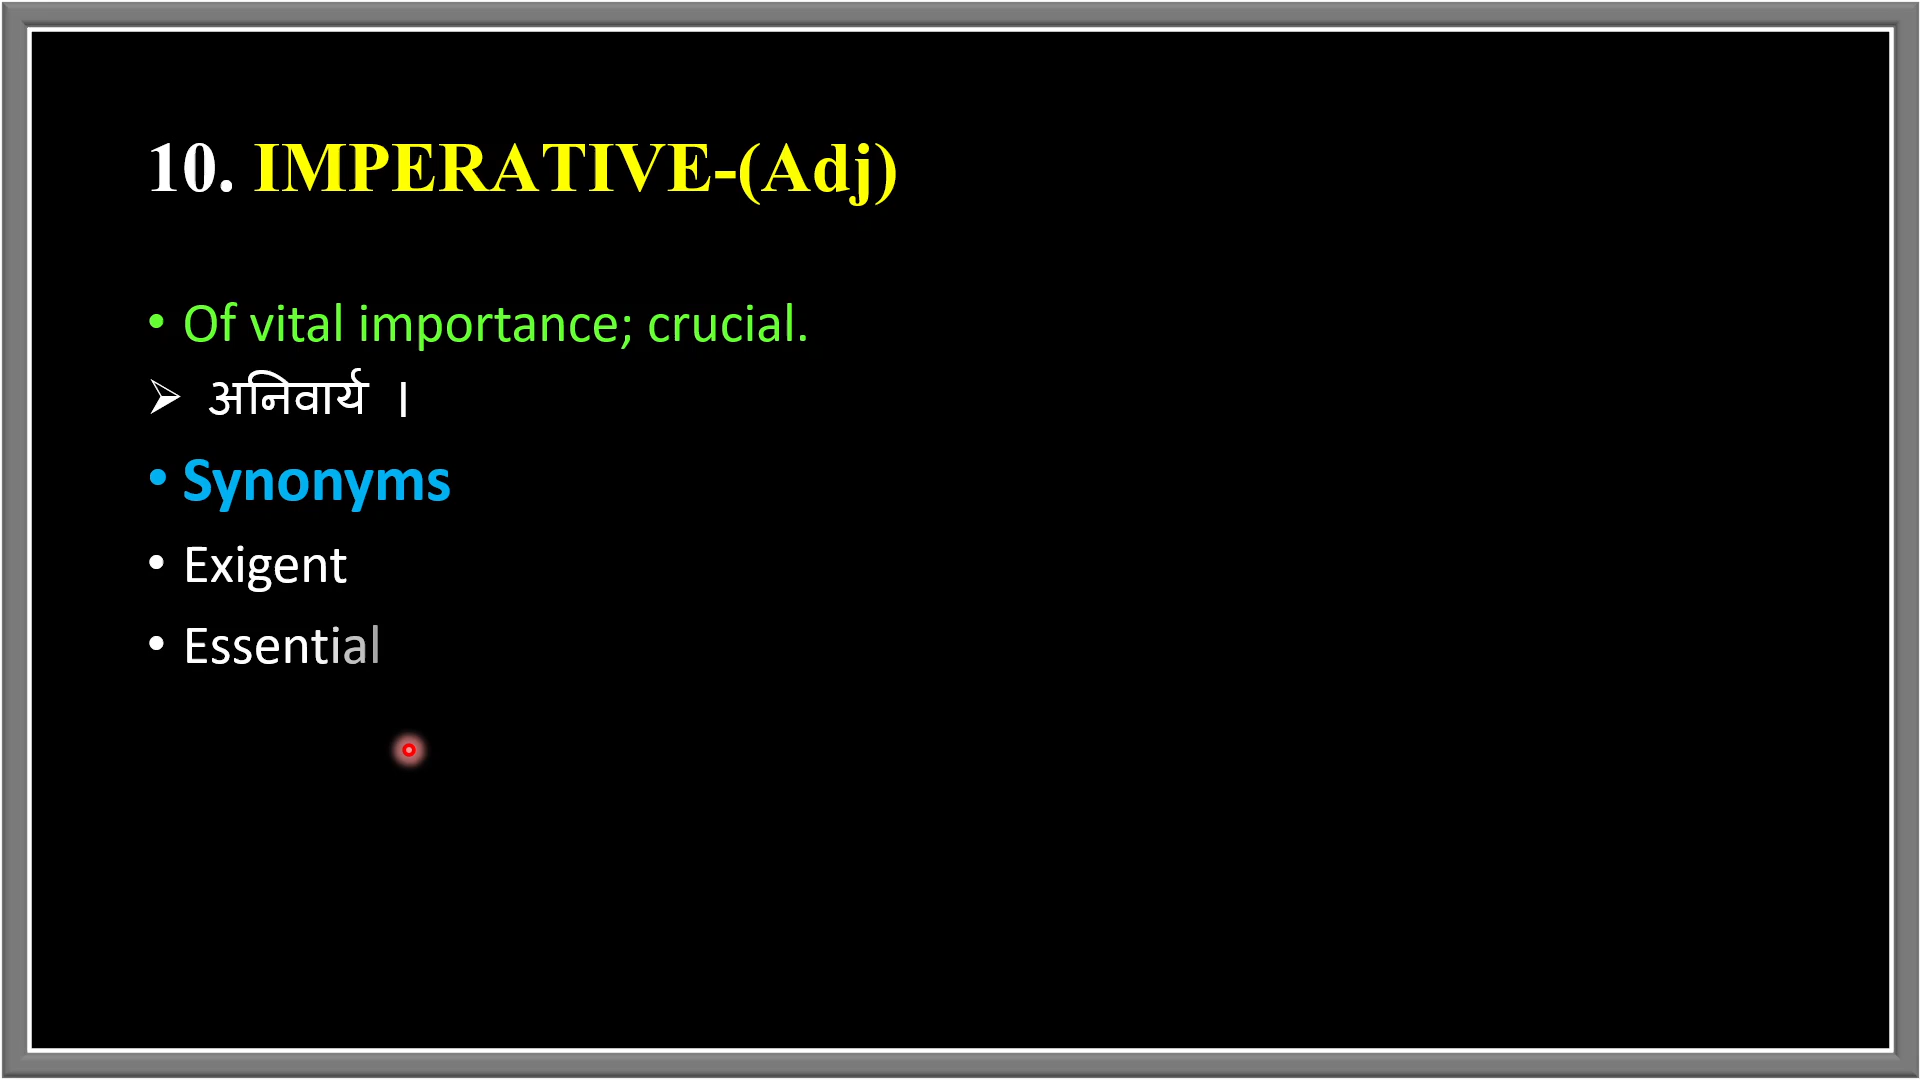 10. IMPERATIVE-(Adj)
• Of vital importance; crucial.
➢ अनिवार्य ।
• Synonyms
• Exigent
• Essential